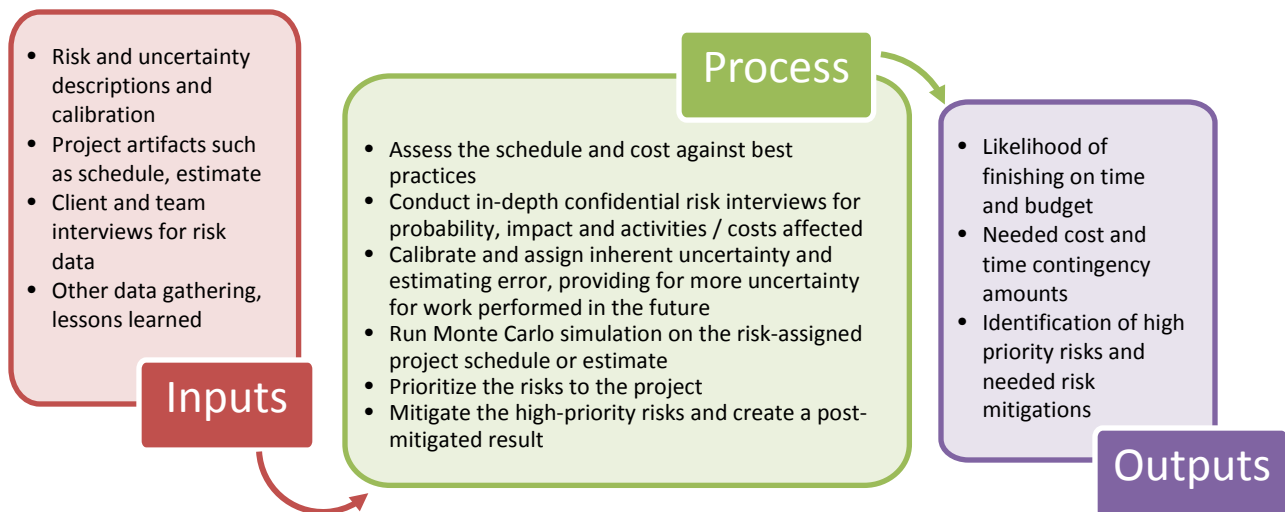 • Risk and uncertainty
descriptions and
calibration
• Project artifacts such
as schedule, estimate
• Client and team
interviews for risk
data
• Other data gathering,
lessons learned
Inputs
Process
• Assess the schedule and cost against best
practices
• Conduct in-depth confidential risk interviews for
probability, impact and activities / costs affected
• Calibrate and assign inherent uncertainty and
estimating error, providing for more uncertainty
for work performed in the future
• Run Monte Carlo simulation on the risk-assigned
project schedule or estimate
• Prioritize the risks to the project
• Mitigate the high-priority risks and create a post-
mitigated result
• Likelihood of
finishing on time
and budget
• Needed cost and
time contingency
amounts
• Identification of high
priority risks and
needed risk
mitigations
Outputs